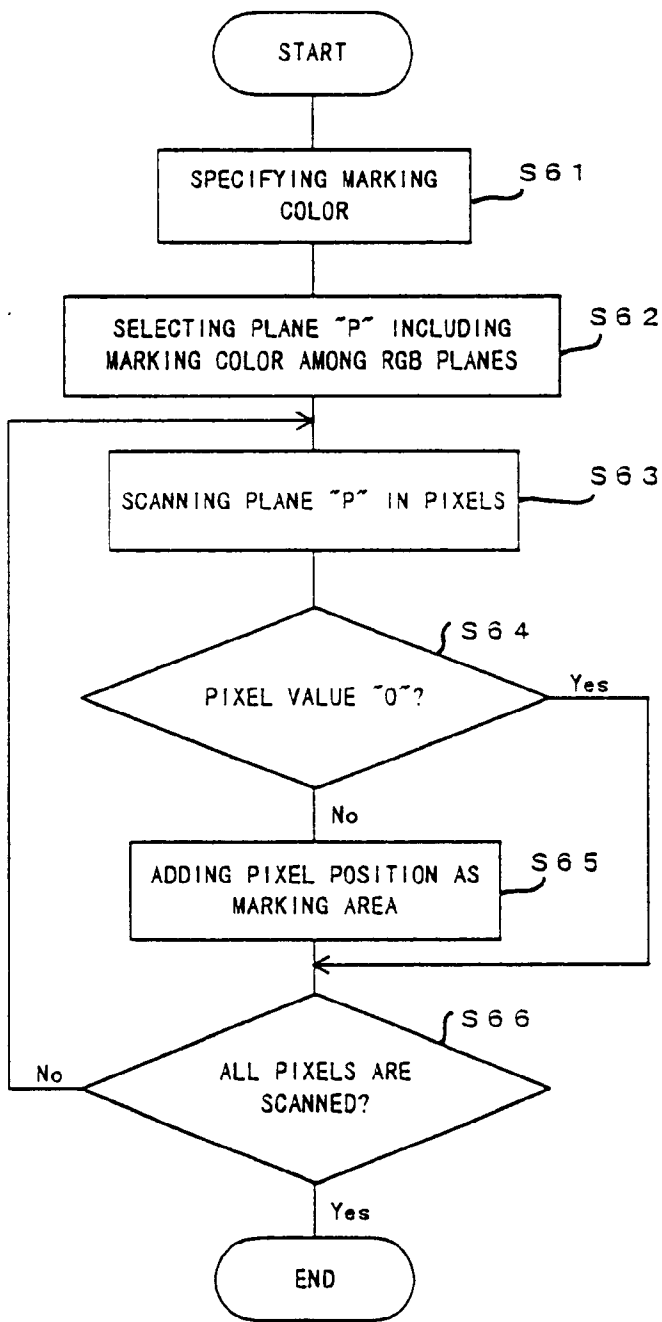 START
SPECIFYING MARKING
COLOR
S61
SELECTING PLANE "P" INCLUDING
MARKING COLOR AMONG RGB PLANES
S62
SCANNING PLANE "P" IN PIXELS
S63
S64
PIXEL VALUE "0"?
Yes
No
ADDING PIXEL POSITION AS
MARKING AREA
S65
S66
ALL PIXELS ARE
SCANNED?
No
Yes
END